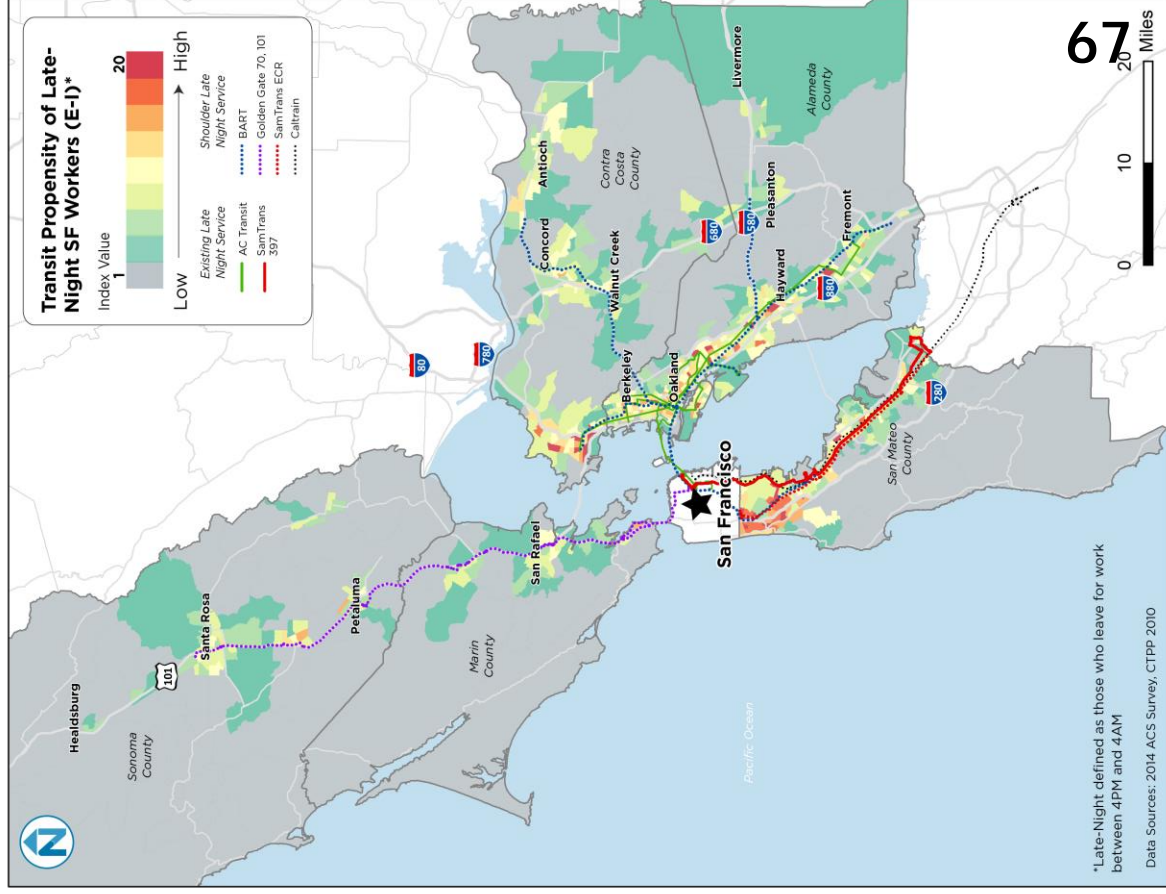 67
Transit Propensity of Late-
Night SF Workers (E-I)*
Index Value
1
20
Low
High
Existing Late
Night Service
AC Transit
SamTrans
397
Shoulder Late
Night Service
BART
Golden Gate 70, 101
SamTrans ECR
Caltrain
N
Healdsburg
101
Sonoma
County
Santa Rosa
Petaluma
Marin
County
San Rafael
80
780
Antioch
Concord
Contra
Costa
County
Walnut Creek
Berkeley
Oakland
680
580
Livermore
Pleasanton
Alameda
County
Hayward
880
Fremont
San Francisco
San Mateo
County
280
Pacific Ocean
0
10
20
Miles
*Late-Night defined as those who leave for work
between 4PM and 4AM
Data Sources: 2014 ACS Survey, CTPP 2010